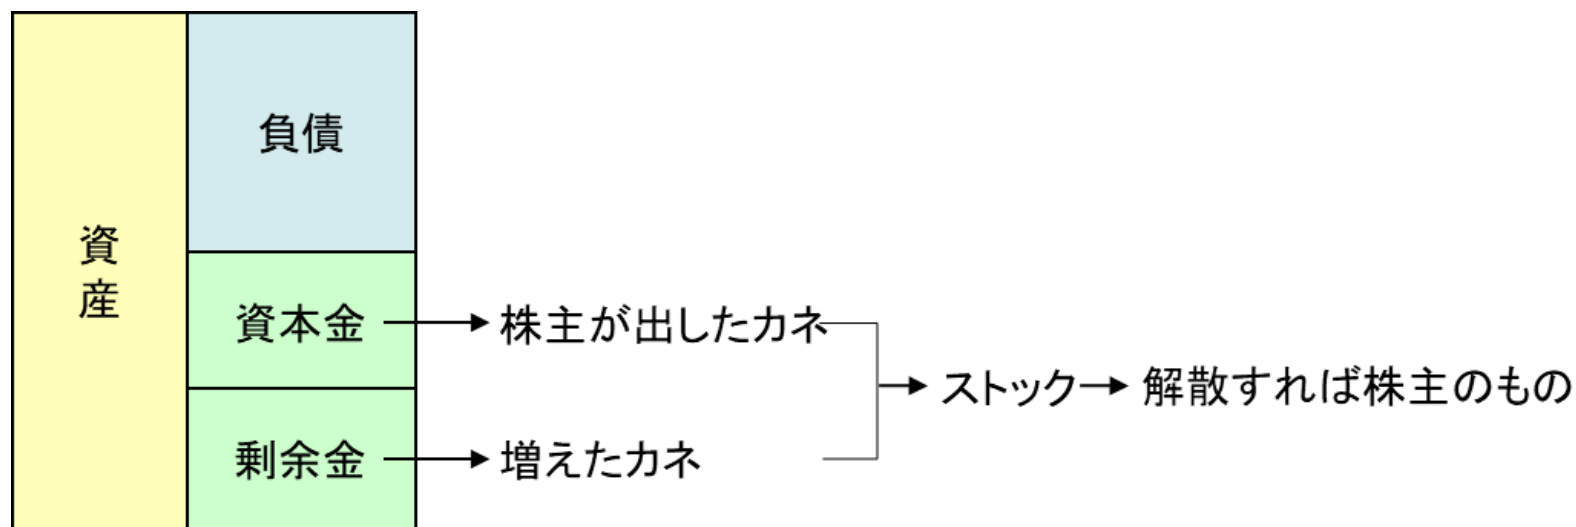 資産
負債
資本金
株主が出したカネ
剰余金
増えたカネ
ストック
解散すれば株主のもの